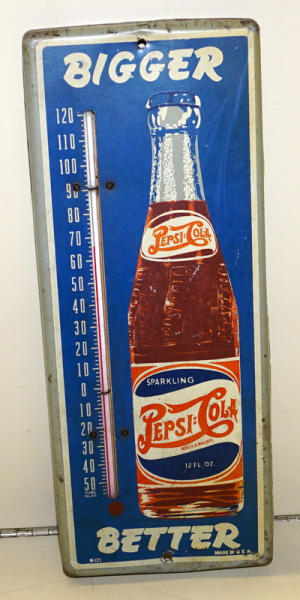 BIGGER
120
110
100
90
80
70
60
50
40
30
20
10
0
10
20
30
40
50
PEPSI:COLA
SPARKLING
PEPSI:COLA
12 FL. OZ.
BETTER
M 121
MADE IN U.S.A.